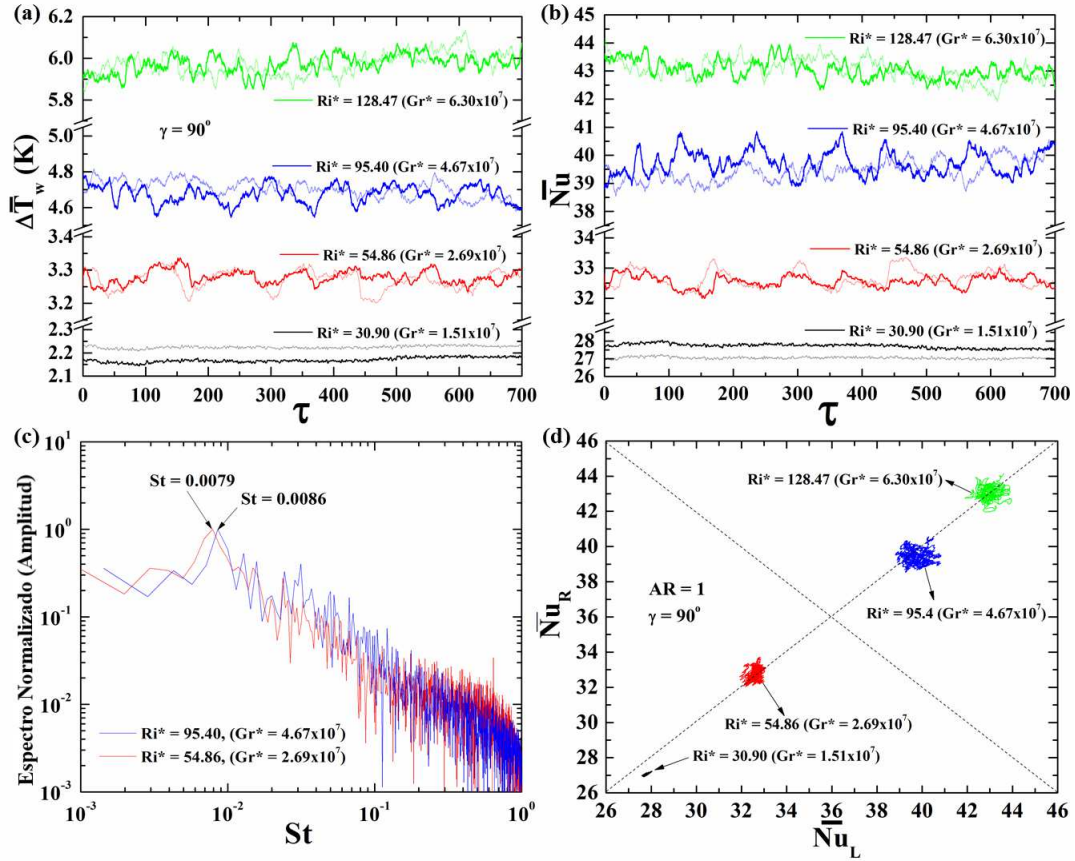 (a)
6.2
6.0
5.9
5.8
5.0
4.8
4.7
4.6
3.4
3.3
3.2
2.3
2.2
2.1
ΔT̅w (K)
Ri* = 128.47 (Gr* = 6.30x10⁷)
γ = 90°
Ri* = 95.40 (Gr* = 4.67x10⁷)
Ri* = 54.86 (Gr* = 2.69x10⁷)
Ri* = 30.90 (Gr* = 1.51x10⁷)
0 100 200 300 400 500 600 700
τ
(b)
45
44
43
42
41
40
39
38
33
32
28
27
26
N̅u̅
Ri* = 128.47 (Gr* = 6.30x10⁷)
Ri* = 95.40 (Gr* = 4.67x10⁷)
Ri* = 54.86 (Gr* = 2.69x10⁷)
Ri* = 30.90 (Gr* = 1.51x10⁷)
0 100 200 300 400 500 600 700
τ
(c)
10¹
10⁰
10⁻¹
10⁻²
10⁻³
Espectro Normalizado (Amplitud)
St = 0.0079
St = 0.0086
Ri* = 95.40, (Gr* = 4.67x10⁷)
Ri* = 54.86, (Gr* = 2.69x10⁷)
10⁻³ 10⁻² 10⁻¹ 10⁰
St
(d)
46
44
42
40
38
36
34
32
30
28
26
N̅u̅R
Ri* = 128.47 (Gr* = 6.30x10⁷)
AR = 1
γ = 90°
Ri* = 95.4 (Gr* = 4.67x10⁷)
Ri* = 54.86 (Gr* = 2.69x10⁷)
Ri* = 30.90 (Gr* = 1.51x10⁷)
26 28 30 32 34 36 38 40 42 44 46
N̅u̅L